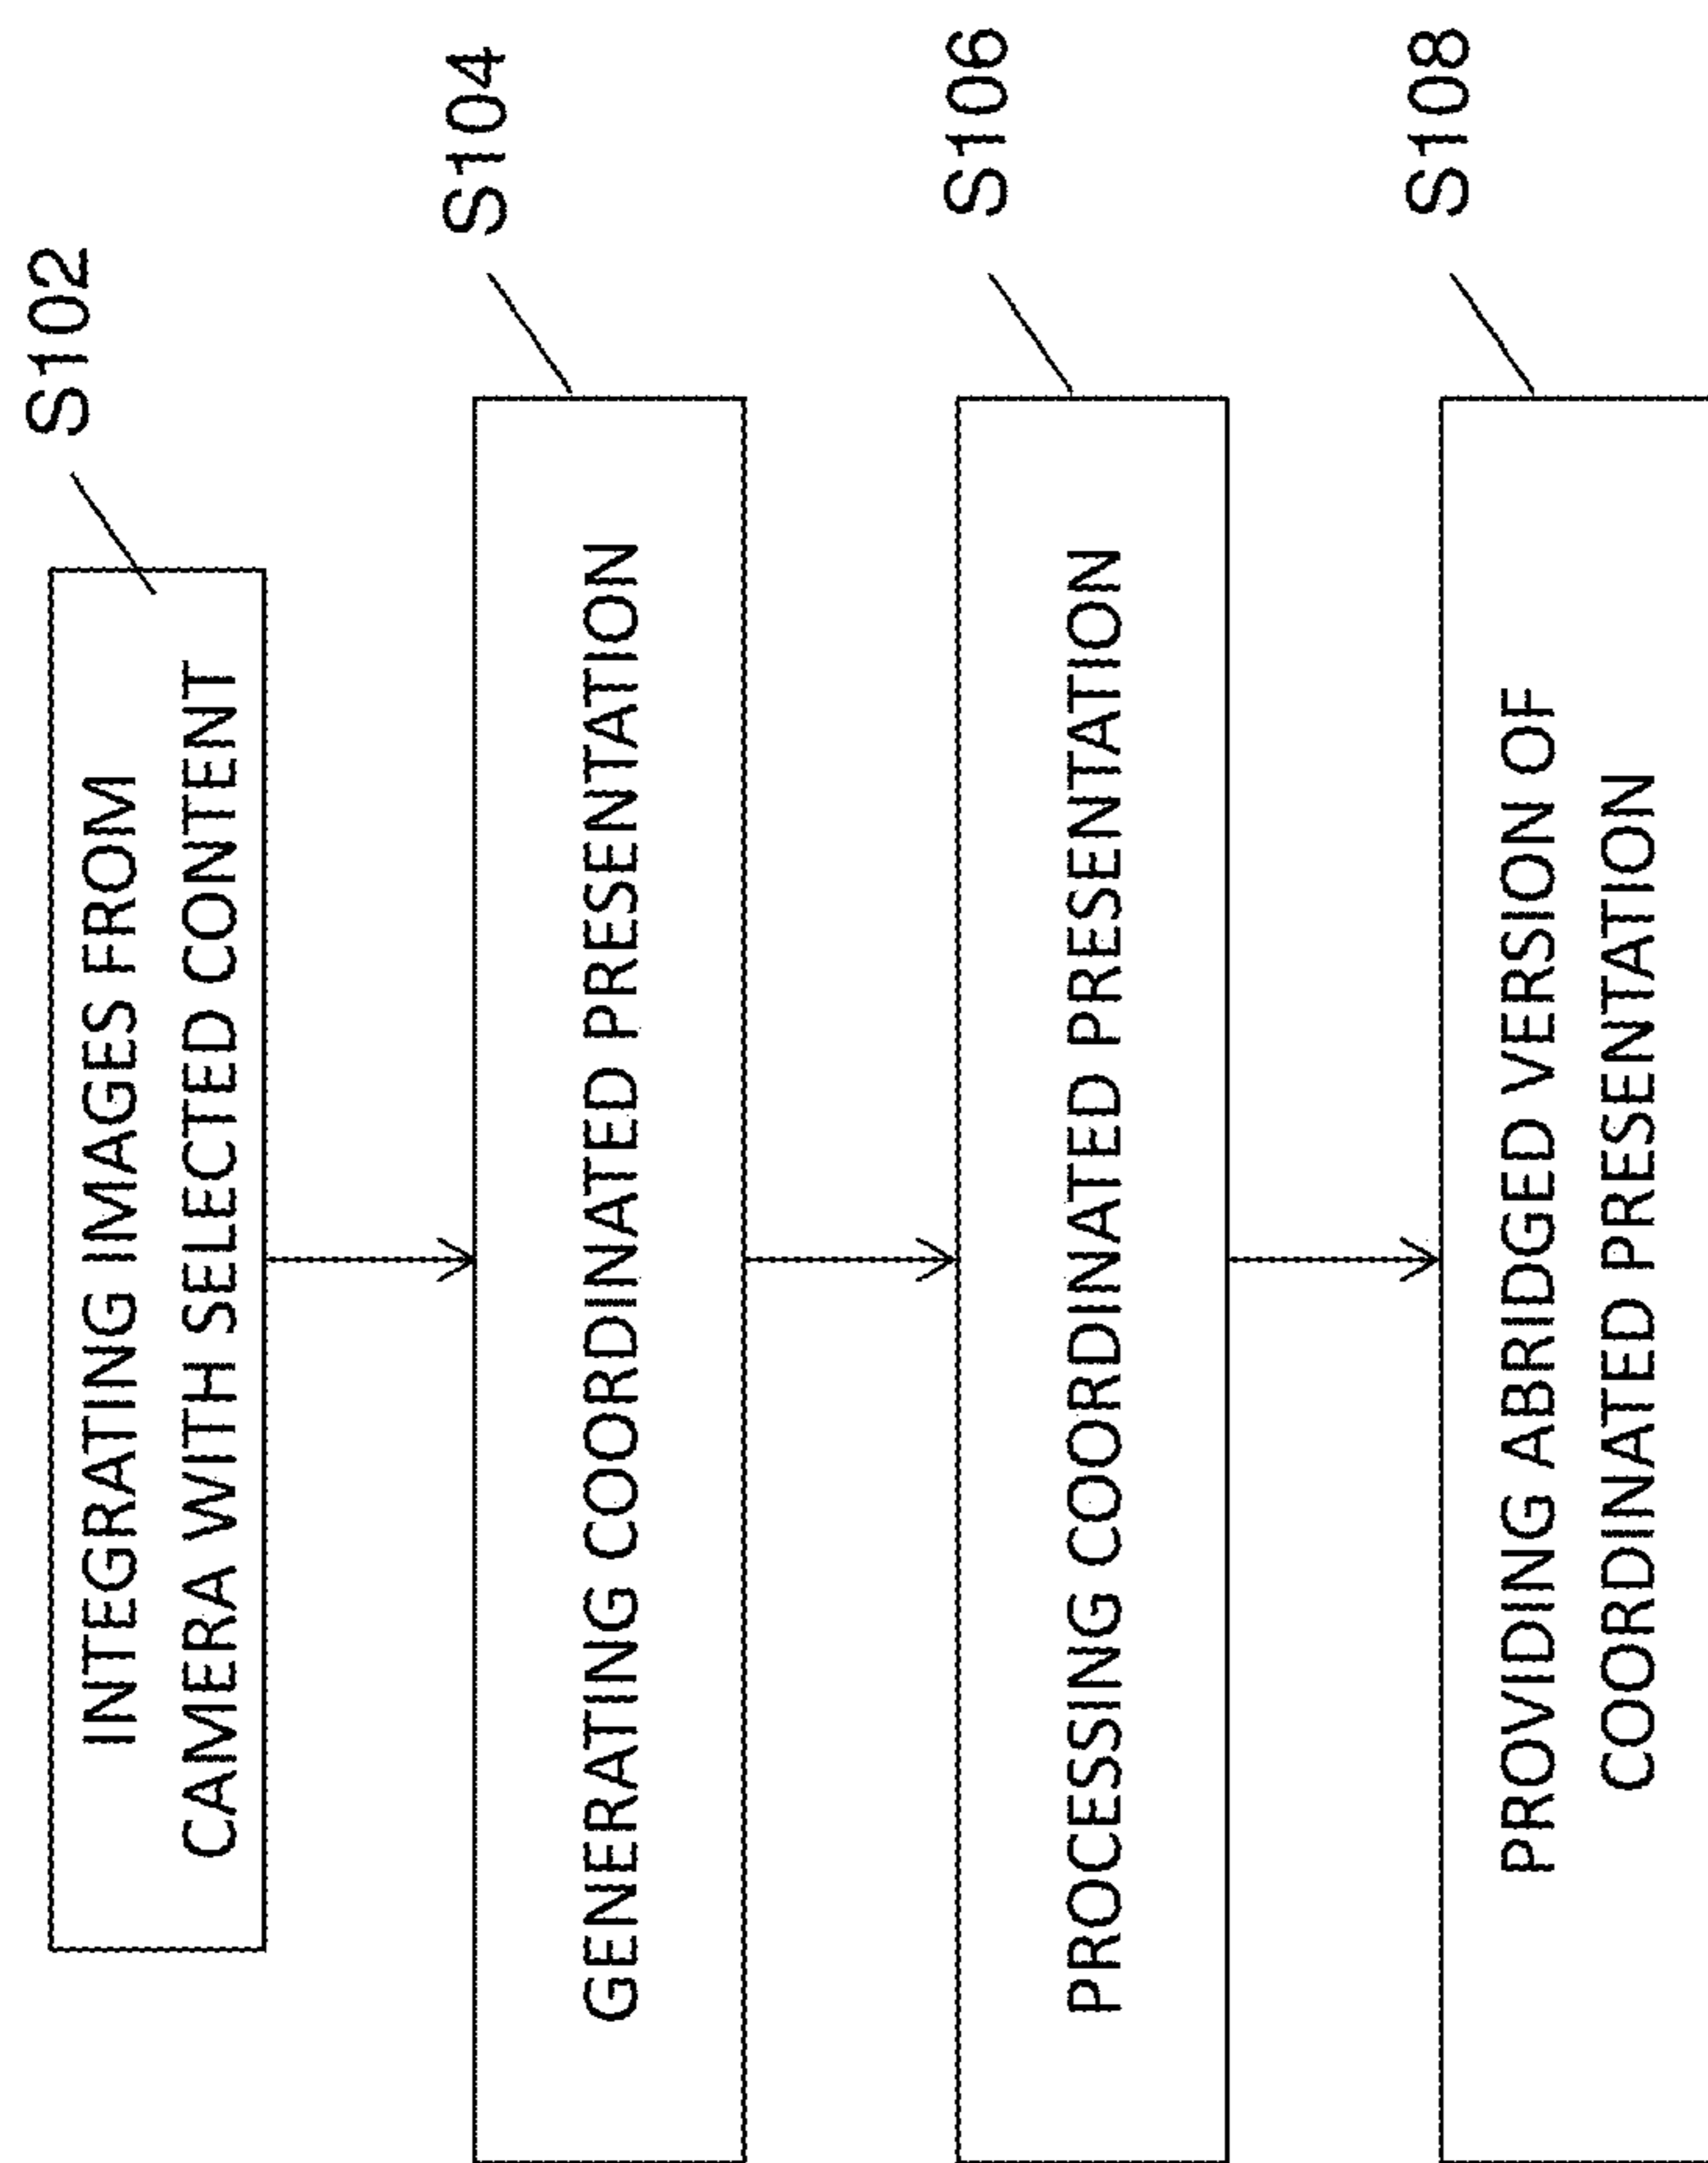 S102
INTEGRATING IMAGES FROM
CAMERA WITH SELECTED CONTENT
S104
GENERATING COORDINATED PRESENTATION
S106
PROCESSING COORDINATED PRESENTATION
S108
PROVIDING ABRIDGED VERSION OF
COORDINATED PRESENTATION